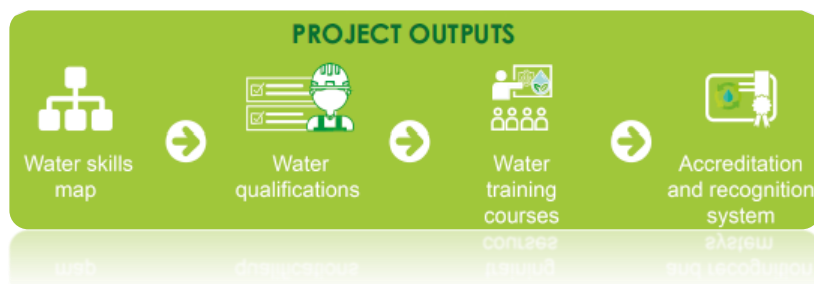 PROJECT OUTPUTS
Water skills
map
Water
qualifications
Water
training
courses
Accreditation
and recognition
system